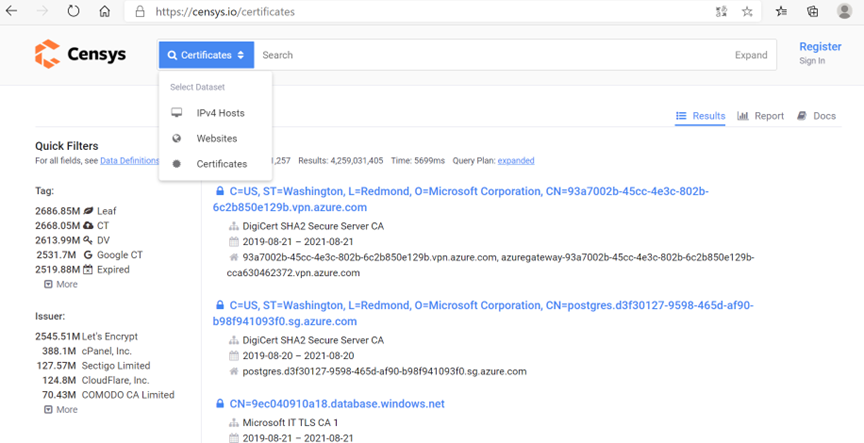 https://censys.io/certificates
Censys
Certificates
Search
Expand
Register
Sign In
Select Dataset
IPv4 Hosts
Websites
Certificates
Results
Report
Docs
Quick Filters
For all fields, see Data Definitions
,257 Results: 4,259,031,405 Time: 5699ms Query Plan: expanded
Tag:
2686.85M Leaf
2668.05M CT
2613.99M DV
2531.7M Google CT
2519.88M Expired
More
Issuer:
2545.51M Let's Encrypt
388.1M cPanel, Inc.
127.57M Sectigo Limited
124.8M CloudFlare, Inc.
70.43M COMODO CA Limited
More
C=US, ST=Washington, L=Redmond, O=Microsoft Corporation, CN=93a7002b-45cc-4e3c-802b-
6c2b850e129b.vpn.azure.com
DigiCert SHA2 Secure Server CA
2019-08-21 – 2021-08-21
93a7002b-45cc-4e3c-802b-6c2b850e129b.vpn.azure.com, azuregateway-93a7002b-45cc-4e3c-802b-6c2b850e129b-
cca630462372.vpn.azure.com
C=US, ST=Washington, L=Redmond, O=Microsoft Corporation, CN=postgres.d3f30127-9598-465d-af90-
b98f941093f0.sg.azure.com
DigiCert SHA2 Secure Server CA
2019-08-20 – 2021-08-20
postgres.d3f30127-9598-465d-af90-b98f941093f0.sg.azure.com
CN=9ec040910a18.database.windows.net
Microsoft IT TLS CA 1
2019-08-21 – 2021-08-21